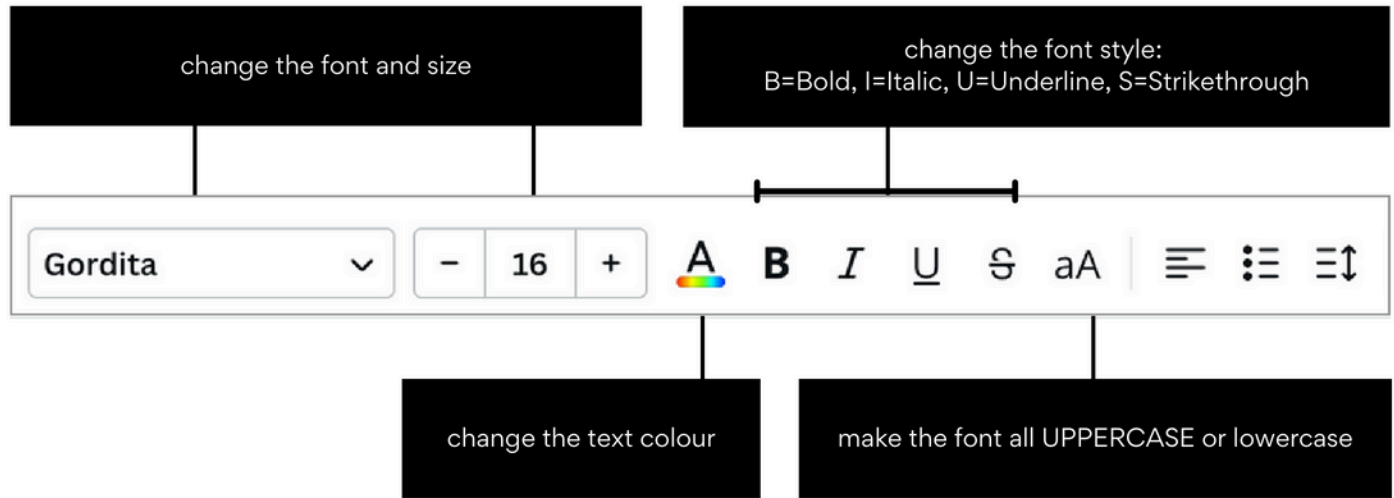 change the font and size
change the font style:
B=Bold, I=Italic, U=Underline, S=Strikethrough
Gordita
− 16 + A B I U S aA
change the text colour
make the font all UPPERCASE or lowercase